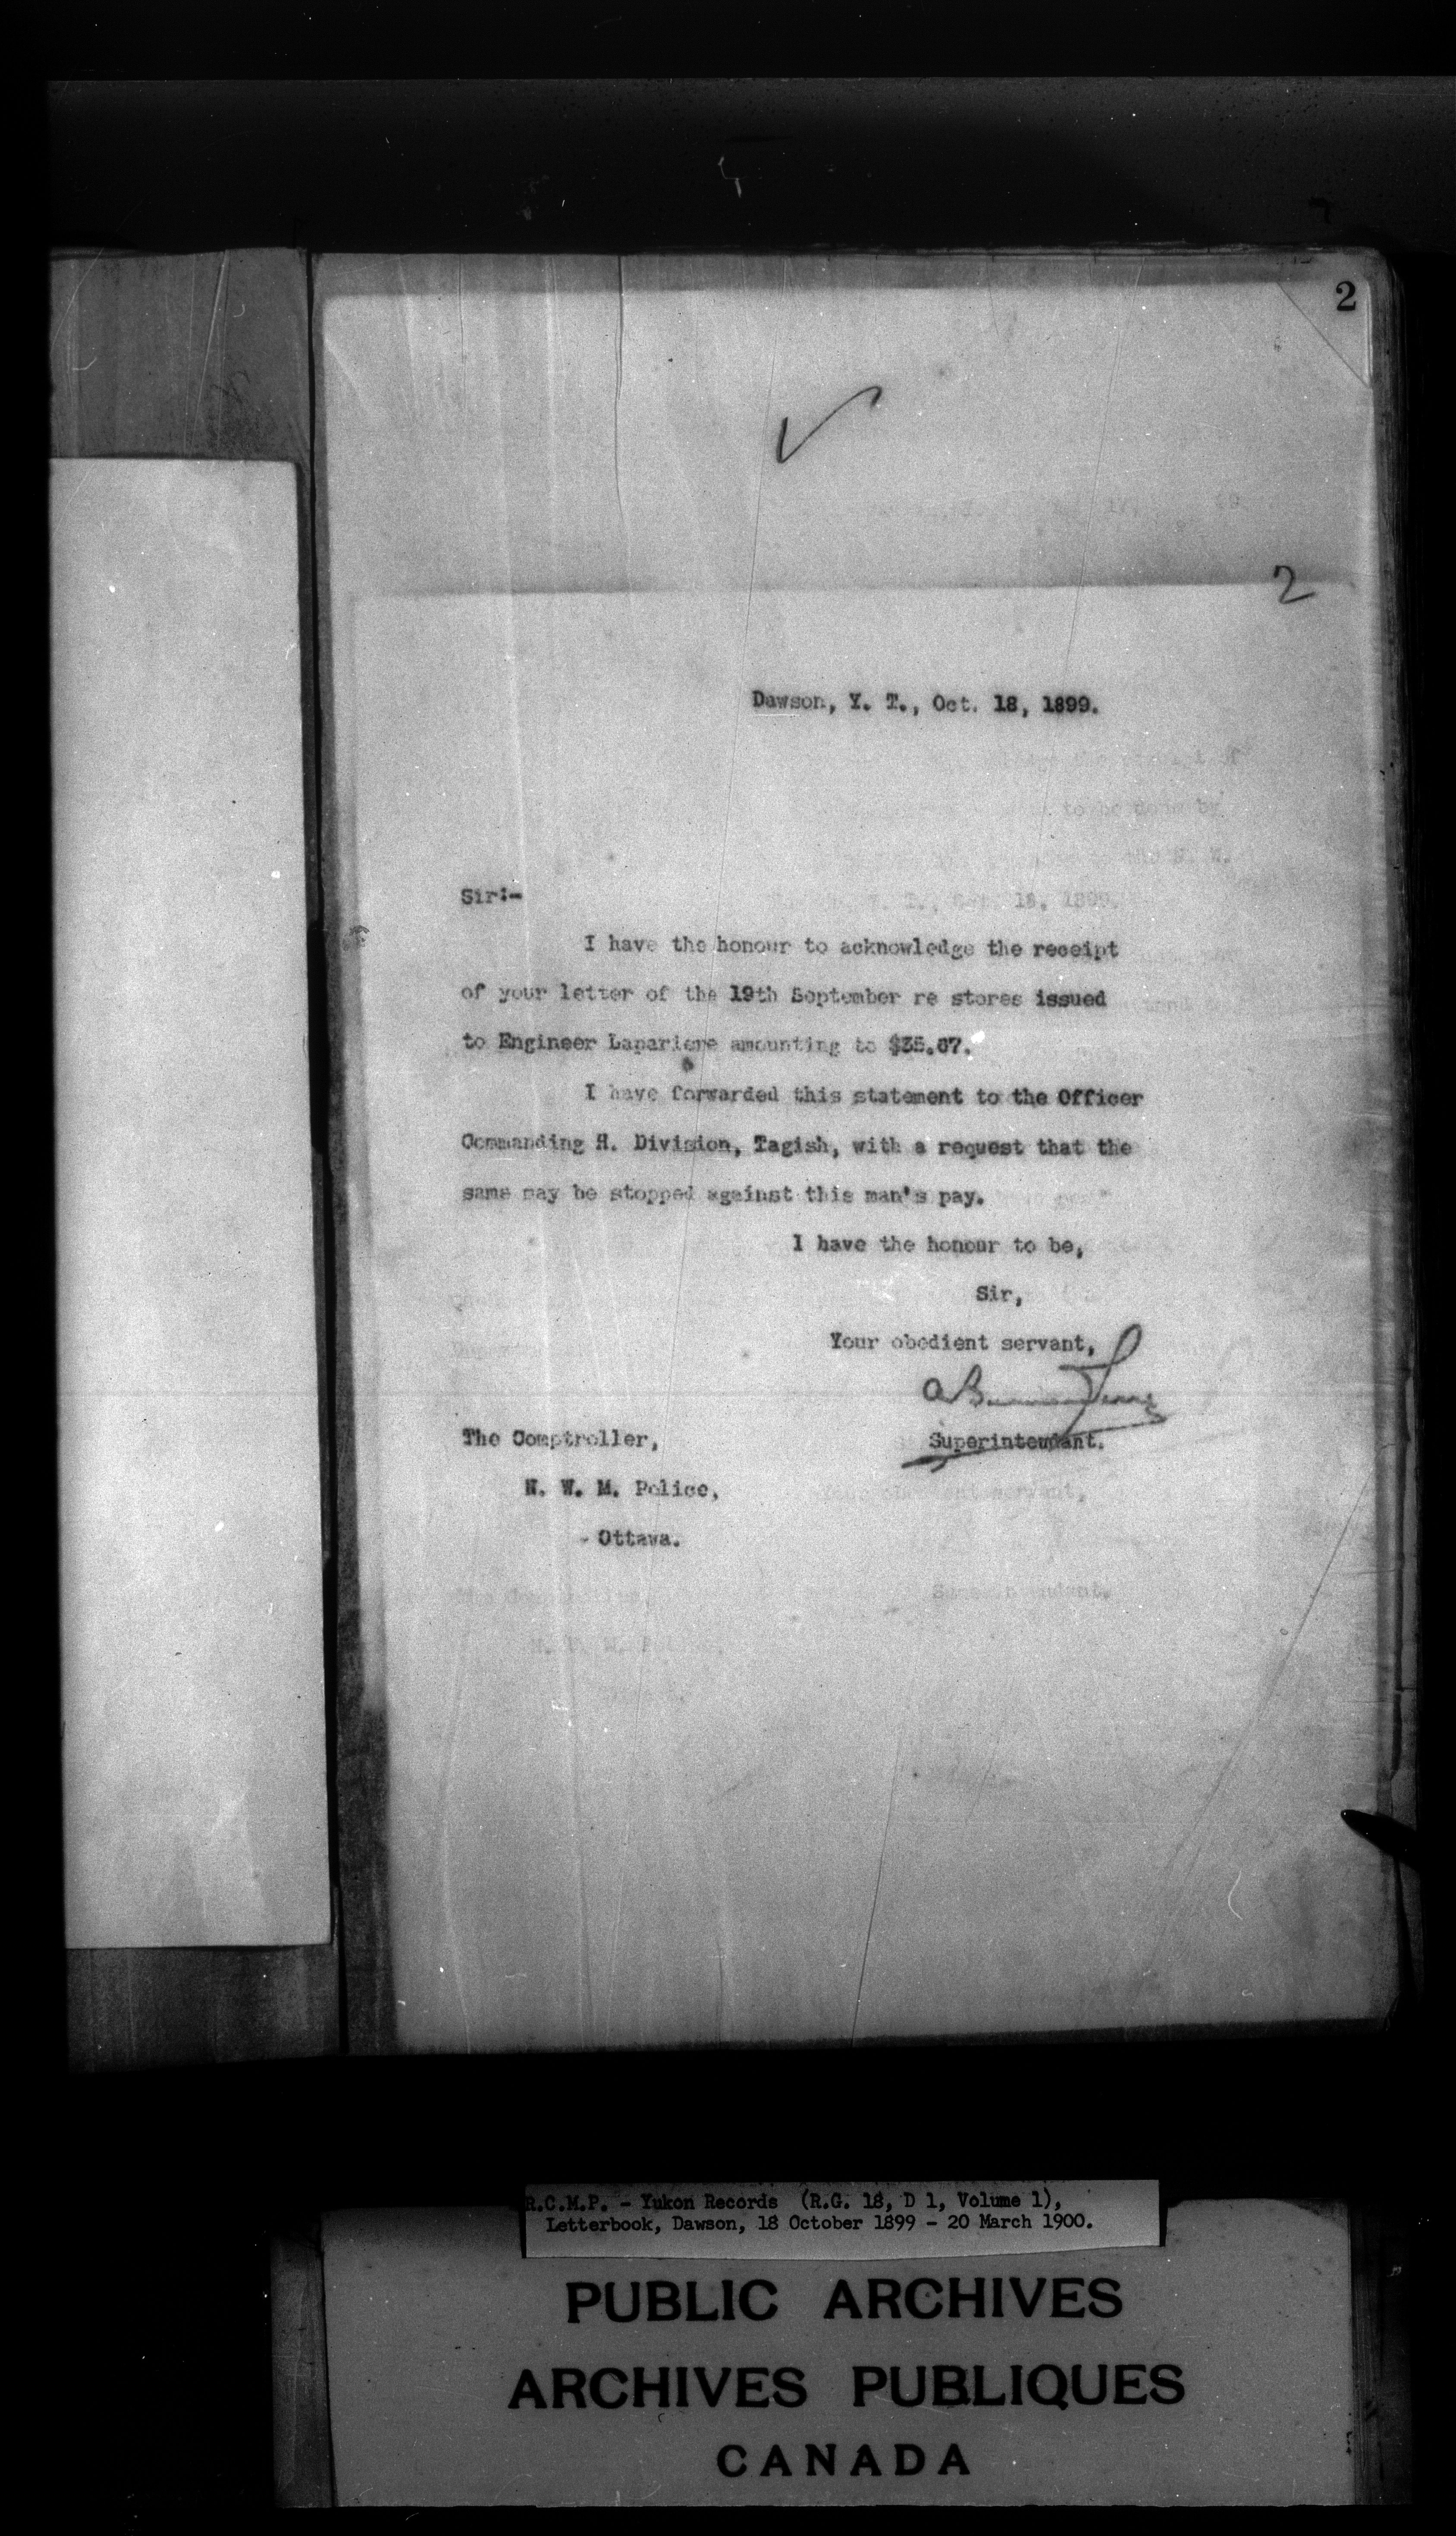 2
2
Dawson, Y. T., Oct. 18, 1899.
Sir:-
I have the honour to acknowledge the receipt
of your letter of the 19th September re stores issued
to Engineer Lapariere amounting to $35.67.
I have forwarded this statement to the Officer
Commanding H. Division, Tagish, with a request that the
same may be stopped against this man's pay.
I have the honour to be,
Sir,
Your obedient servant,
Superintendant.
The Comptroller,
N. W. M. Police,
Ottawa.
R.C.M.P. - Yukon Records (R.G. 18, D 1, Volume 1),
Letterbook, Dawson, 18 October 1899 - 20 March 1900.
PUBLIC ARCHIVES
ARCHIVES PUBLIQUES
CANADA